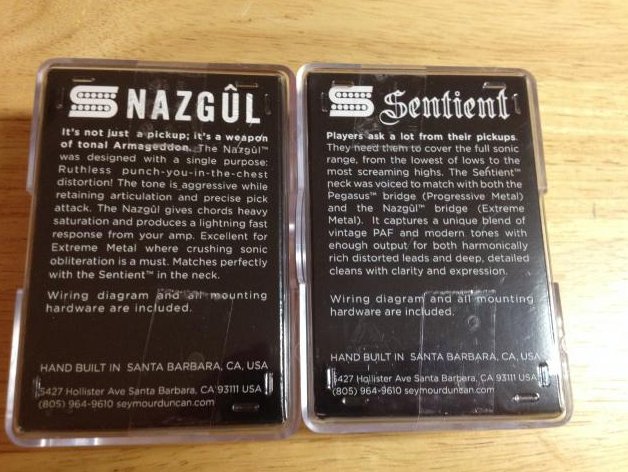 NAZGÛL
It's not just a pickup; it's a weapon
of tonal Armageddon. The Nazgûl™
was designed with a single purpose:
Ruthless punch-you-in-the-chest
distortion! The tone is aggressive while
retaining articulation and precise pick
attack. The Nazgûl gives chords heavy
saturation and produces a lightning fast
response from your amp. Excellent for
Extreme Metal where crushing sonic
obliteration is a must. Matches perfectly
with the Sentient™ in the neck.
Wiring diagram and all mounting
hardware are included.
HAND BUILT IN SANTA BARBARA, CA, USA
5427 Hollister Ave Santa Barbara, CA 93111 USA
(805) 964-9610 seymourduncan.com
Sentient
Players ask a lot from their pickups.
They need them to cover the full sonic
range, from the lowest of lows to the
most screaming highs. The Sentient™
neck was voiced to match with both the
Pegasus™ bridge (Progressive Metal)
and the Nazgûl™ bridge (Extreme
Metal). It captures a unique blend of
vintage PAF and modern tones with
enough output for both harmonically
rich distorted leads and deep, detailed
cleans with clarity and expression.
Wiring diagram and all mounting
hardware are included.
HAND BUILT IN SANTA BARBARA, CA, USA
5427 Hollister Ave Santa Barbara, CA 93111 USA
(805) 964-9610 seymourduncan.com